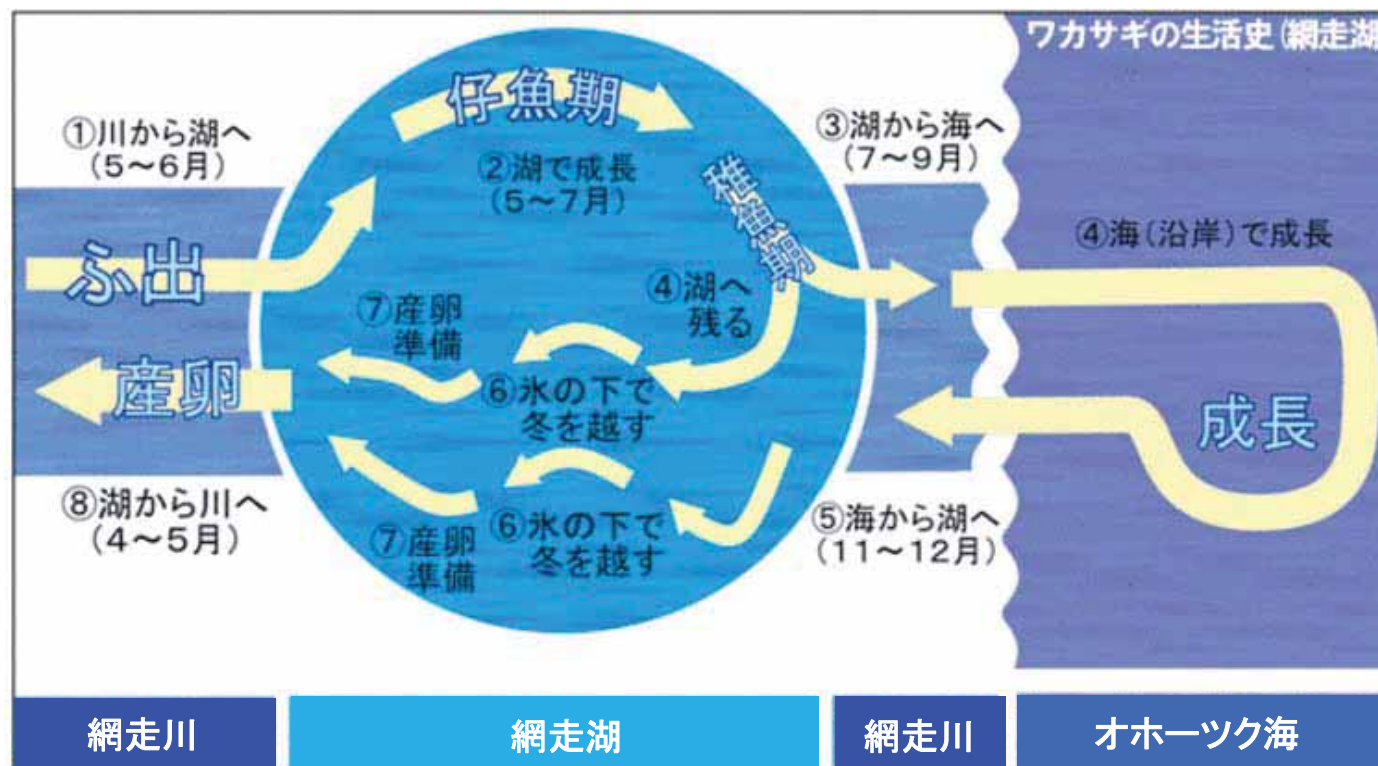 ワカサギの生活史(網走湖
①川から湖へ
(5〜6月)
ふ出
仔魚期
②湖で成長
(5〜7月)
稚魚期
③湖から海へ
(7〜9月)
④海(沿岸)で成長
④湖へ
残る
成長
⑤海から湖へ
(11〜12月)
⑥氷の下で
冬を越す
⑥氷の下で
冬を越す
⑦産卵
準備
⑦産卵
準備
産卵
⑧湖から川へ
(4〜5月)
網走川
網走湖
網走川
オホーツク海